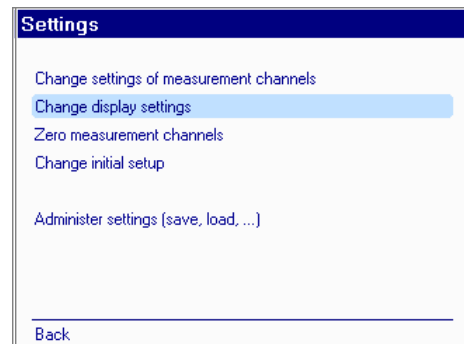 Settings
Change settings of measurement channels
Change display settings
Zero measurement channels
Change initial setup
Administer settings (save, load, ...)
Back